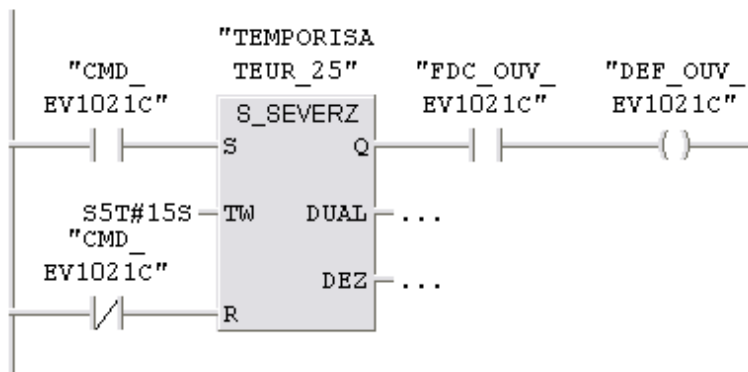 "TEMPORISA
TEUR_25"
"CMD_
EV1021C"
"FDC_OUV_
EV1021C"
"DEF_OUV_
EV1021C"
S_SEVERZ
S
Q
S5T#15S
TW
DUAL
...
"CMD_
EV1021C"
DEZ
...
R